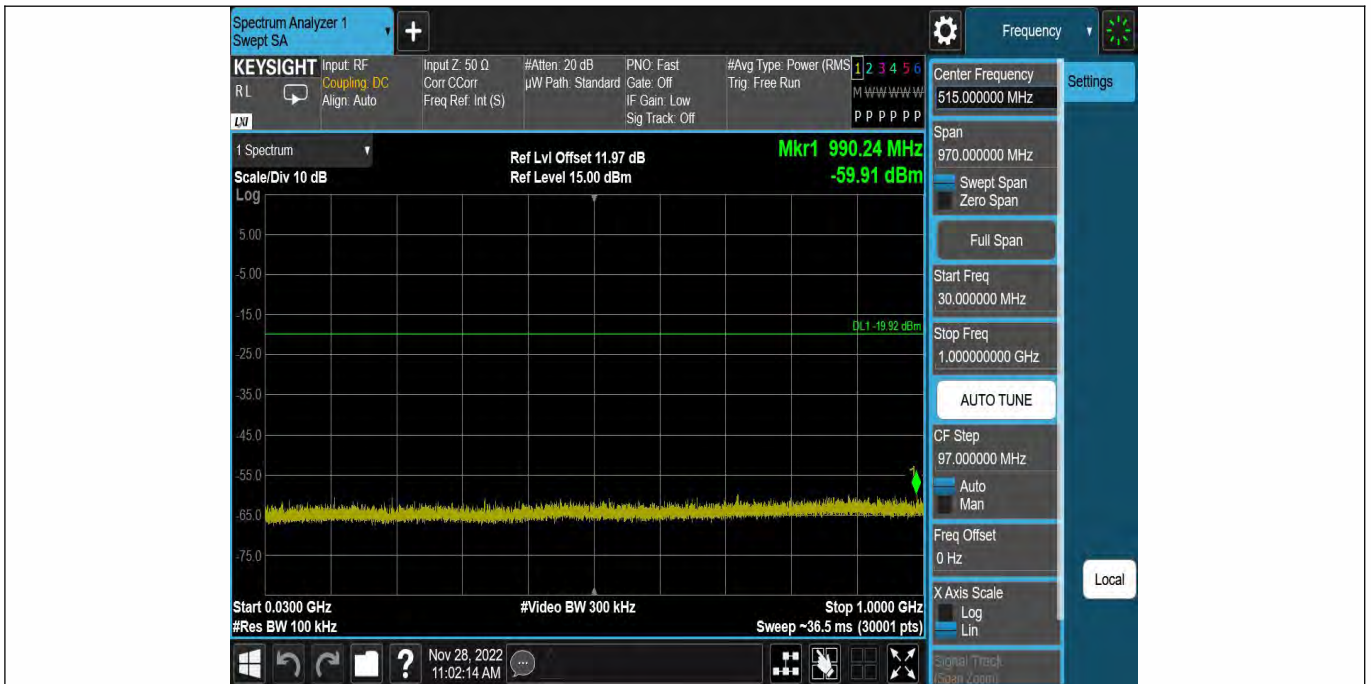 Spectrum Analyzer 1
Swept SA
+
Frequency
KEYSIGHT
RL
LXI
Input: RF
Coupling: DC
Align: Auto
Input Z: 50 Ω
Corr CCorr
Freq Ref: Int (S)
#Atten: 20 dB
µW Path: Standard
PNO: Fast
Gate: Off
IF Gain: Low
Sig Track: Off
#Avg Type: Power (RMS
Trig: Free Run
1 2 3 4 5 6
M W W W W W
P P P P P P
Center Frequency
515.000000 MHz
Settings
1 Spectrum
Scale/Div 10 dB
Ref Lvl Offset 11.97 dB
Ref Level 15.00 dBm
Mkr1 990.24 MHz
-59.91 dBm
Span
970.000000 MHz
Swept Span
Zero Span
Full Span
Start Freq
30.000000 MHz
Stop Freq
1.000000000 GHz
AUTO TUNE
CF Step
97.000000 MHz
Auto
Man
Freq Offset
0 Hz
X Axis Scale
Log
Lin
Signal Track
(Span Zoom)
Local
Log
5.00
-5.00
-15.0
DL1 -19.92 dBm
-25.0
-35.0
-45.0
-55.0
1
-65.0
-75.0
Start 0.0300 GHz
#Res BW 100 kHz
#Video BW 300 kHz
Stop 1.0000 GHz
Sweep ~36.5 ms (30001 pts)
?
Nov 28, 2022
11:02:14 AM